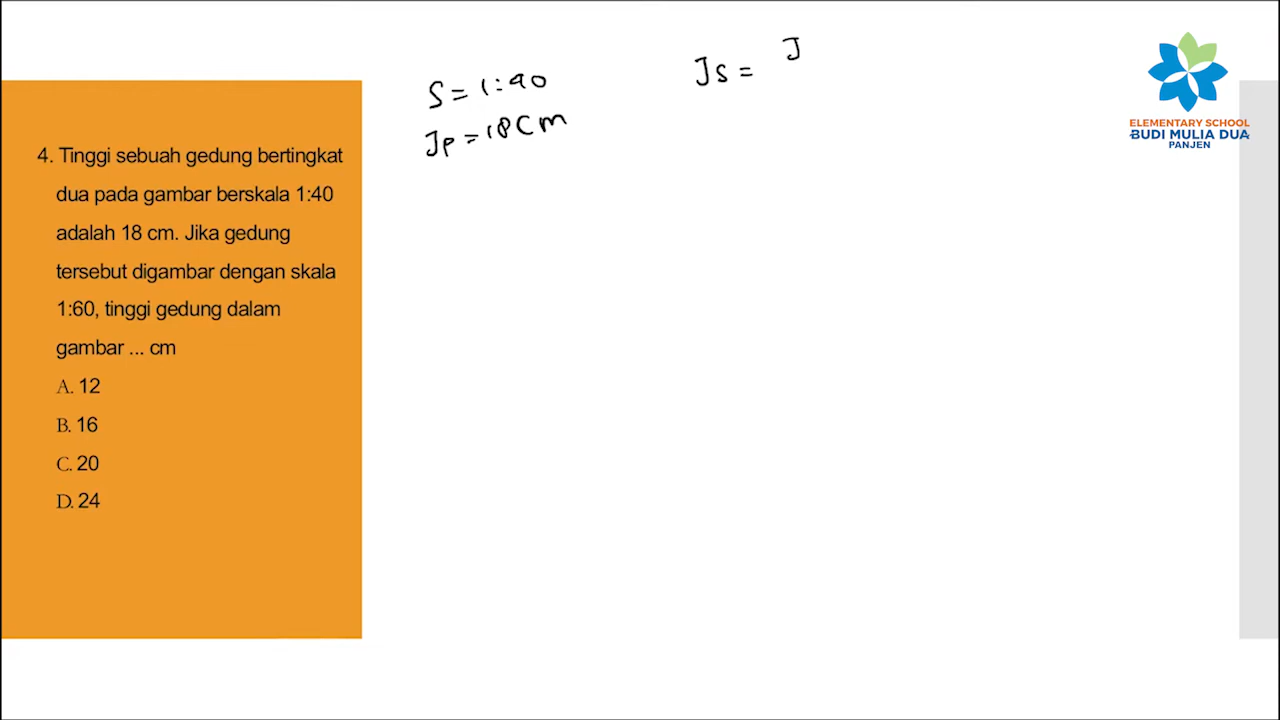 4. Tinggi sebuah gedung bertingkat
dua pada gambar berskala 1:40
adalah 18 cm. Jika gedung
tersebut digambar dengan skala
1:60, tinggi gedung dalam
gambar ... cm
A. 12
B. 16
C. 20
D. 24
S = 1:40
Jp = 18 Cm
Js = J
ELEMENTARY SCHOOL
BUDI MULIA DUA
PANJEN